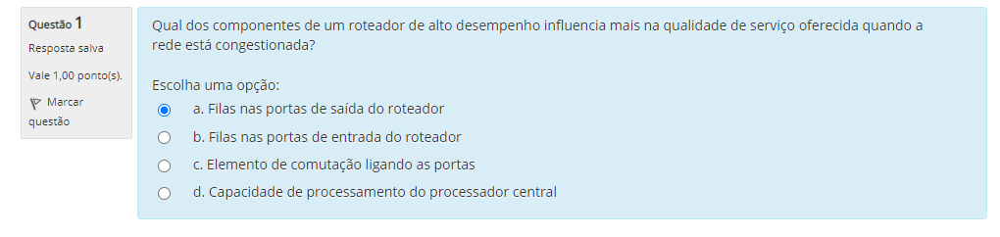 Questão 1
Resposta salva
Vale 1,00 ponto(s).
Marcar
questão
Qual dos componentes de um roteador de alto desempenho influencia mais na qualidade de serviço oferecida quando a
rede está congestionada?
Escolha uma opção:
a. Filas nas portas de saída do roteador
b. Filas nas portas de entrada do roteador
c. Elemento de comutação ligando as portas
d. Capacidade de processamento do processador central